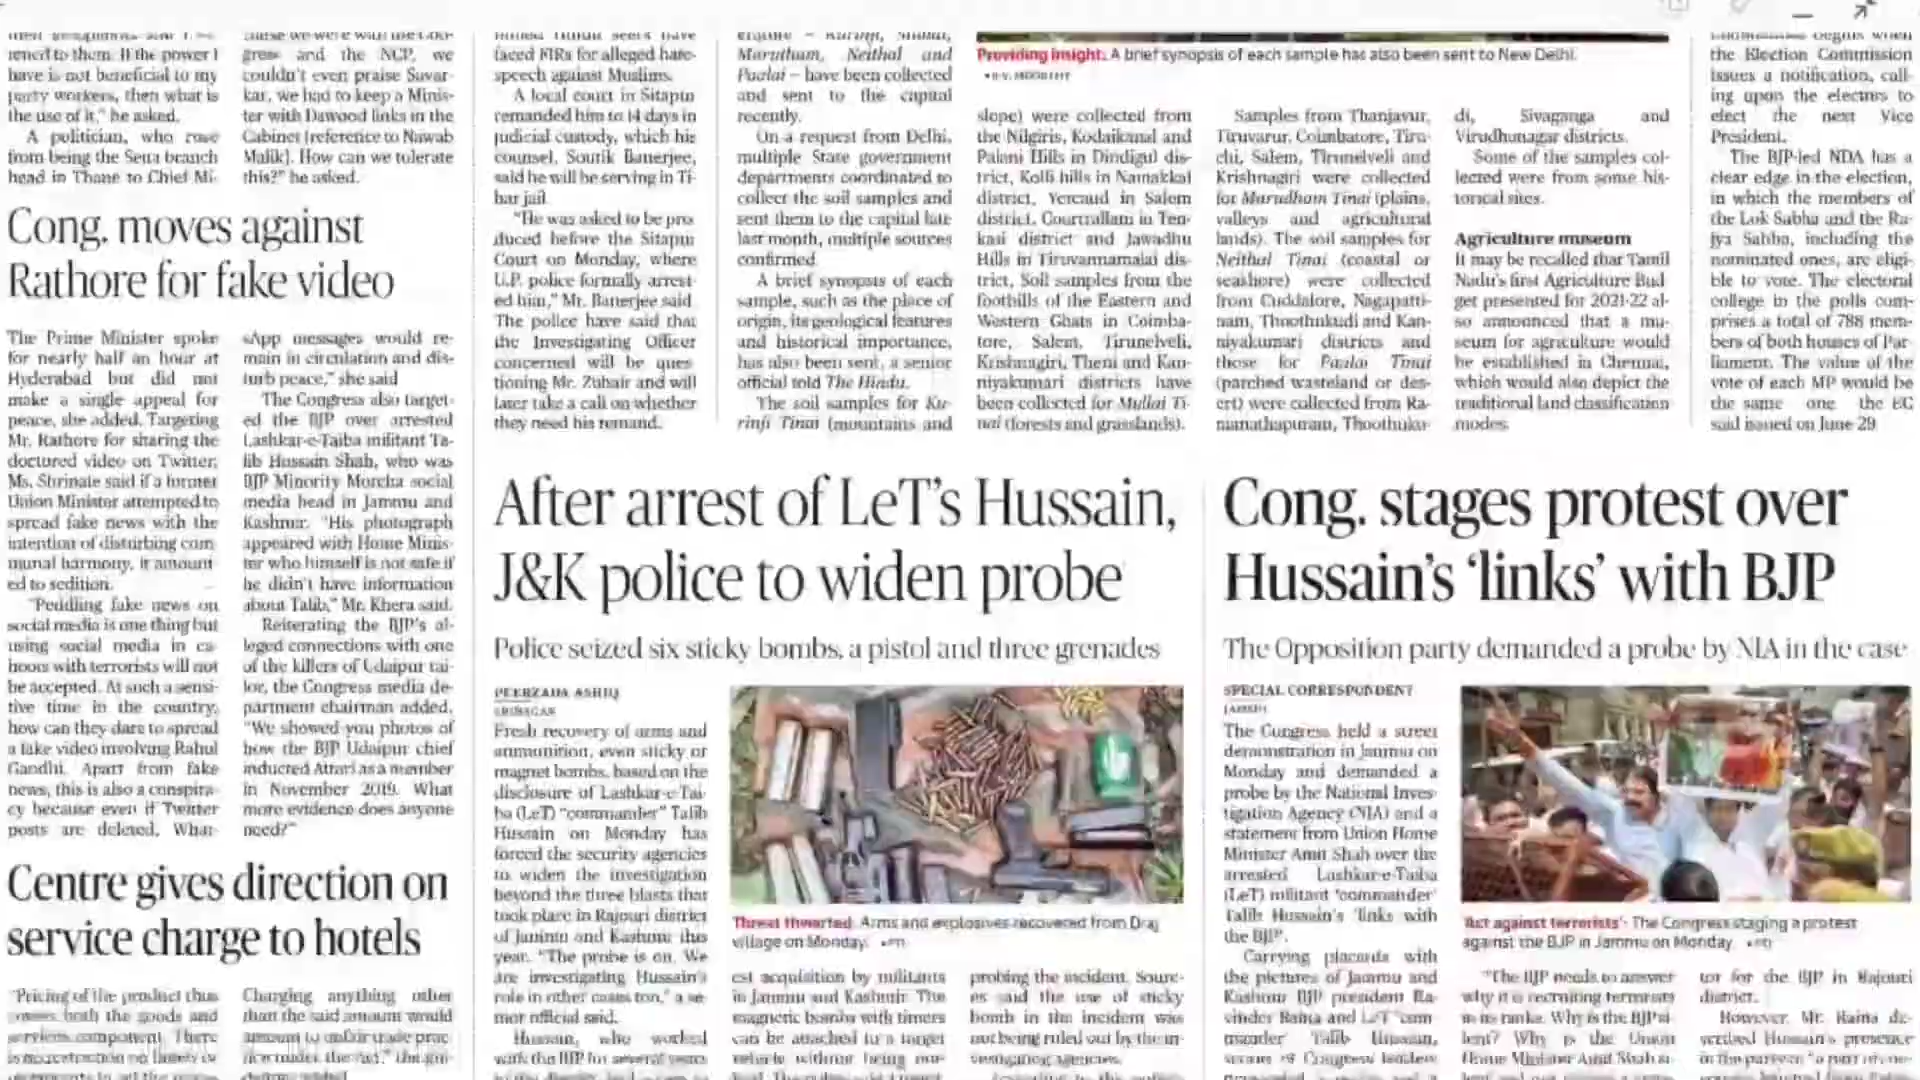 rened to them. If the power I
have is not beneficial to my
party workers, then what is
the use of it," he asked.
A politician, who rose
from being the Sena branch
head in Thane to Chief Mi-
gress and the NCP, we
couldn't even praise Savar-
kar, we had to keep a Minis-
ter with Dawood links in the
Cabinet (reference to Nawab
Malik). How can we tolerate
this?" he asked.
Cong. moves against
Rathore for fake video
The Prime Minister spoke
for nearly half an hour at
Hyderabad but did not
make a single appeal for
peace, she added. Targeting
Mr. Rathore for sharing the
doctored video on Twitter,
Ms. Shrinate said if a former
Union Minister attempted to
spread fake news with the
intention of disturbing com-
munal harmony, it amount-
ed to sedition.
"Peddling fake news on
social media is one thing but
using social media in ca-
hoots with terrorists will not
be accepted. At such a sensi-
tive time in the country,
how can they dare to spread
a fake video involving Rahul
Gandhi. Apart from fake
news, this is also a conspira-
cy because even if Twitter
posts are deleted, What-
sApp messages would re-
main in circulation and dis-
turb peace," she said
The Congress also target-
ed the BJP over arrested
Lashkar-e-Taiba militant Ta-
lib Hussain Shah, who was
BJP Minority Morcha social
media head in Jammu and
Kashmir. "His photograph
appeared with Home Minis-
ter who himself is not safe if
he didn't have information
about Talib," Mr. Khera said.
Reiterating the BJP's al-
leged connections with one
of the killers of Udaipur tai-
lor, the Congress media de-
partment chairman added,
"We showed you photos of
how the BJP Udaipur chief
inducted Attari as a member
in November 2019. What
more evidence does anyone
need?"
Centre gives direction on
service charge to hotels
"Pricing of the product thus
covers both the goods and
services component. There
Charging anything other
than the said amount would
amount to unfair trade prac-
faced FIRs for alleged hate-
speech against Muslims.
A local court in Sitapur
remanded him to 14 days in
judicial custody, which his
counsel, Soutik Banerjee,
said he will be serving in Ti-
har jail.
"He was asked to be pro-
duced before the Sitapur
Court on Monday, where
U.P. police formally arrest-
ed him," Mr. Banerjee said.
The police have said that
the Investigating Officer
concerned will be ques-
tioning Mr. Zubair and will
later take a call on whether
they need his remand.
Marutham, Neithal and
Paalai – have been collected
and sent to the capital
recently.
On a request from Delhi,
multiple State government
departments coordinated to
collect the soil samples and
sent them to the capital late
last month, multiple sources
confirmed.
A brief synopsis of each
sample, such as the place of
origin, its geological features
and historical importance,
has also been sent, a senior
official told The Hindu.
The soil samples for Ku-
rinji Tinai (mountains and
Providing insight: A brief synopsis of each sample has also been sent to New Delhi.
slope) were collected from
the Nilgiris, Kodaikanal and
Palani Hills in Dindigul dis-
trict, Kolli hills in Namakkal
district, Yercaud in Salem
district, Courtrallam in Ten-
kasi district and Jawadhu
Hills in Tiruvannamalai dis-
trict, Soil samples from the
foothills of the Eastern and
Western Ghats in Coimba-
tore, Salem, Tirunelveli,
Krishnagiri, Theni and Kan-
niyakumari districts have
been collected for Mullai Ti-
nai (forests and grasslands).
Samples from Thanjavur,
Tiruvarur, Coimbatore, Tiru-
chi, Salem, Tirunelveli and
Krishnagiri were collected
for Marudham Tinai (plains,
valleys and agricultural
lands). The soil samples for
Neithal Tinai (coastal or
seashore) were collected
from Cuddalore, Nagapatti-
nam, Thoothukudi and Kan-
niyakumari districts and
those for Paalai Tinai
(parched wasteland or des-
ert) were collected from Ra-
manathapuram, Thoothuku-
di, Sivaganga and
Virudhunagar districts.
Some of the samples col-
lected were from some his-
torical sites.
Agriculture museum
It may be recalled that Tamil
Nadu's first Agriculture Bud-
get presented for 2021-22 al-
so announced that a mu-
seum for agriculture would
be established in Chennai,
which would also depict the
traditional land classification
modes.
the Election Commission
issues a notification, call-
ing upon the electors to
elect the next Vice
President.
The BJP-led NDA has a
clear edge in the election,
in which the members of
the Lok Sabha and the Ra-
jya Sabha, including the
nominated ones, are eligi-
ble to vote. The electoral
college in the polls com-
prises a total of 788 mem-
bers of both houses of Par-
liament. The value of the
vote of each MP would be
the same one the EC
said issued on June 29
After arrest of LeT's Hussain,
J&K police to widen probe
Police seized six sticky bombs, a pistol and three grenades
PEERZADA ASHIQ
SRINAGAR
Fresh recovery of arms and
ammunition, even sticky or
magnet bombs, based on the
disclosure of Lashkar-e-Tai-
ba (LeT) "commander" Talib
Hussain on Monday has
forced the security agencies
to widen the investigation
beyond the three blasts that
took place in Rajouri district
of Jammu and Kashmir this
year. "The probe is on. We
are investigating Hussain's
role in other cases too," a se-
nior official said.
Hussain, who worked
with the BJP for several years
Threat thwarted: Arms and explosives recovered from Draj
village on Monday. PTI
est acquisition by militants
in Jammu and Kashmir. The
magnetic bombs with timers
can be attached to a target
vehicle without being no-
probing the incident. Sourc-
es said the use of sticky
bomb in the incident was
not being ruled out by the in-
vestigating agencies.
Cong. stages protest over
Hussain's 'links' with BJP
The Opposition party demanded a probe by NIA in the case
SPECIAL CORRESPONDENT
JAMMU
The Congress held a street
demonstration in Jammu on
Monday and demanded a
probe by the National Inves-
tigation Agency (NIA) and a
statement from Union Home
Minister Amit Shah over the
arrested Lashkar-e-Taiba
(LeT) militant 'commander'
Talib Hussain's 'links with
the BJP'.
Carrying placards with
the pictures of Jammu and
Kashmir BJP president Ra-
vinder Raina and LeT 'com-
mander' Talib Hussain,
scores of Congress leaders
'Act against terrorists': The Congress staging a protest
against the BJP in Jammu on Monday. PTI
"The BJP needs to answer
why it is recruiting terrorists
in its ranks. Why is the BJP si-
lent? Why is the Union
Home Minister Amit Shah si-
tor for the BJP in Rajouri
district.
However, Mr. Raina de-
scribed Hussain's presence